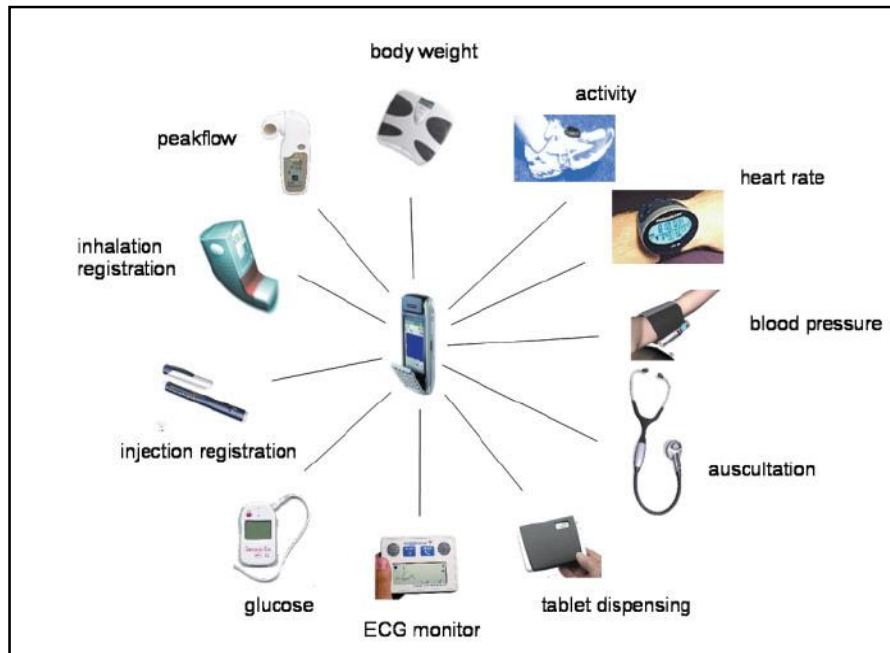 body weight
activity
peakflow
heart rate
inhalation
registration
blood pressure
injection registration
auscultation
glucose
tablet dispensing
ECG monitor